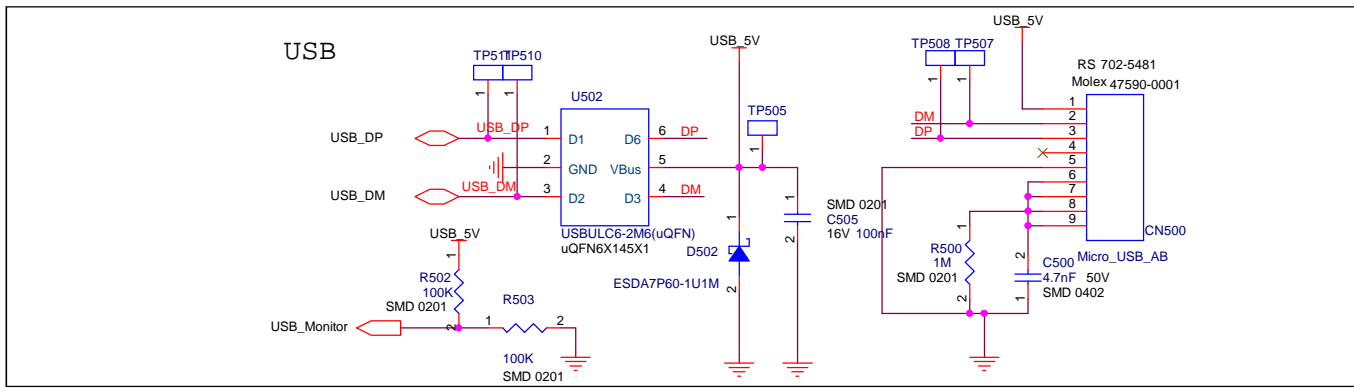 USB
TP511
TP510
1
1
U502
USB_DP
USB_DP
1
D1
D6
6
DP
2
GND
VBus
5
USB_DM
USB_DM
3
D2
D3
4
DM
USBULC6-2M6(uQFN)
uQFN6X145X1
USB_5V
R502
100K
SMD 0201
1
2
USB_Monitor
R503
1
2
100K
SMD 0201
USB_5V
TP505
1
1
D502
2
ESDA7P60-1U1M
1
SMD 0201
C505
16V 100nF
2
TP508
TP507
1
1
USB_5V
RS 702-5481
Molex 47590-0001
DM
DP
1
2
3
4
5
6
7
8
9
CN500
Micro_USB_AB
1
R500
1M
SMD 0201
2
2
C500
4.7nF 50V
SMD 0402
1